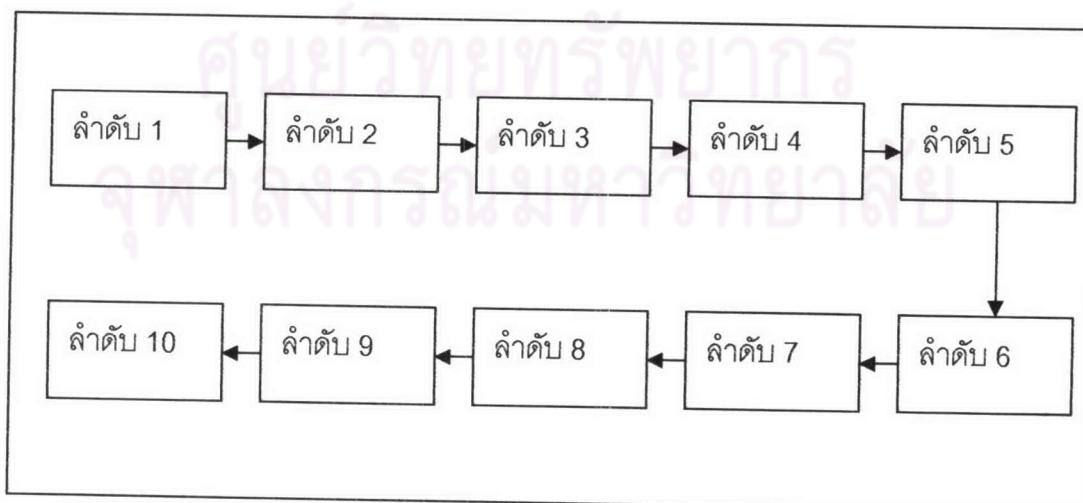 ศูนย์วิทยทรัพยากร
ลำดับ 1
ลำดับ 2
ลำดับ 3
ลำดับ 4
ลำดับ 5
จุฬาลงกรณ์มหาวิทยาลัย
ลำดับ 10
ลำดับ 9
ลำดับ 8
ลำดับ 7
ลำดับ 6